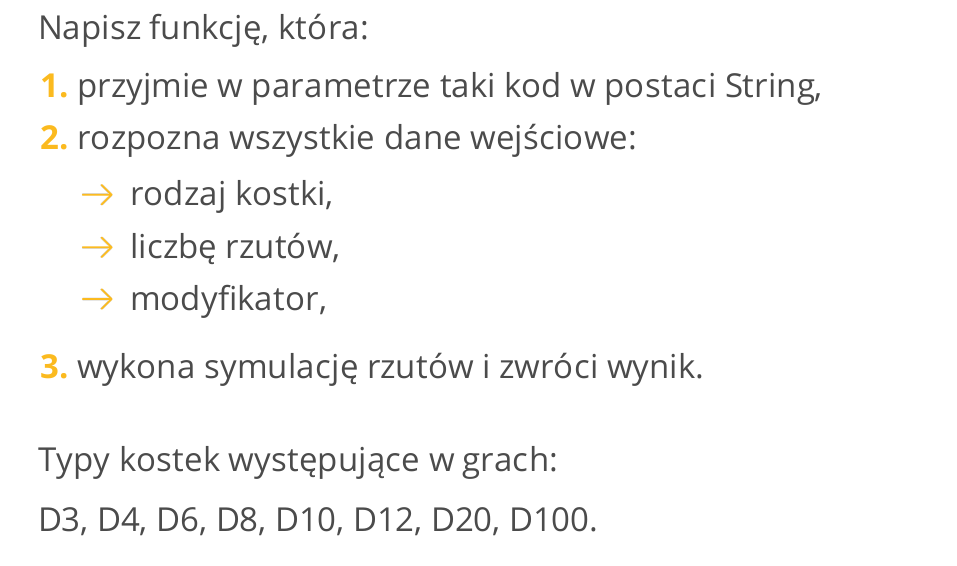 Napisz funkcję, która:
1. przyjmie w parametrze taki kod w postaci String,
2. rozpozna wszystkie dane wejściowe:
→ rodzaj kostki,
→ liczbę rzutów,
→ modyfikator,
3. wykona symulację rzutów i zwróci wynik.
Typy kostek występujące w grach:
D3, D4, D6, D8, D10, D12, D20, D100.